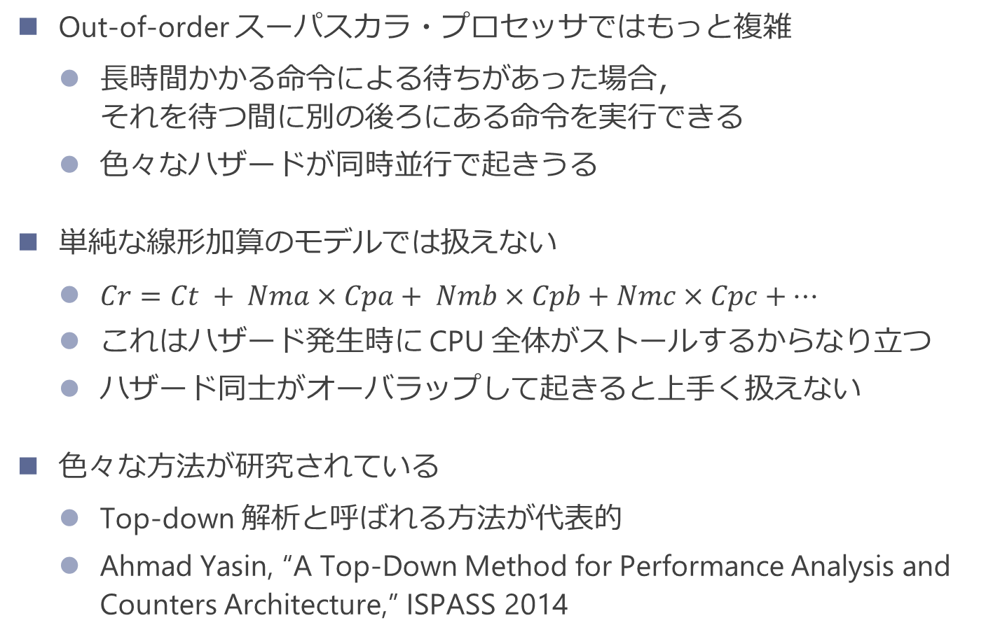 ■ Out-of-order スーパスカラ・プロセッサではもっと複雑
● 長時間かかる命令による待ちがあった場合,
それを待つ間に別の後ろにある命令を実行できる
● 色々なハザードが同時並行で起きうる
■ 単純な線形加算のモデルでは扱えない
● Cr = Ct + Nma × Cpa + Nmb × Cpb + Nmc × Cpc + ⋯
● これはハザード発生時に CPU 全体がストールするからなり立つ
● ハザード同士がオーバラップして起きると上手く扱えない
■ 色々な方法が研究されている
● Top-down 解析と呼ばれる方法が代表的
● Ahmad Yasin, “A Top-Down Method for Performance Analysis and
Counters Architecture,” ISPASS 2014